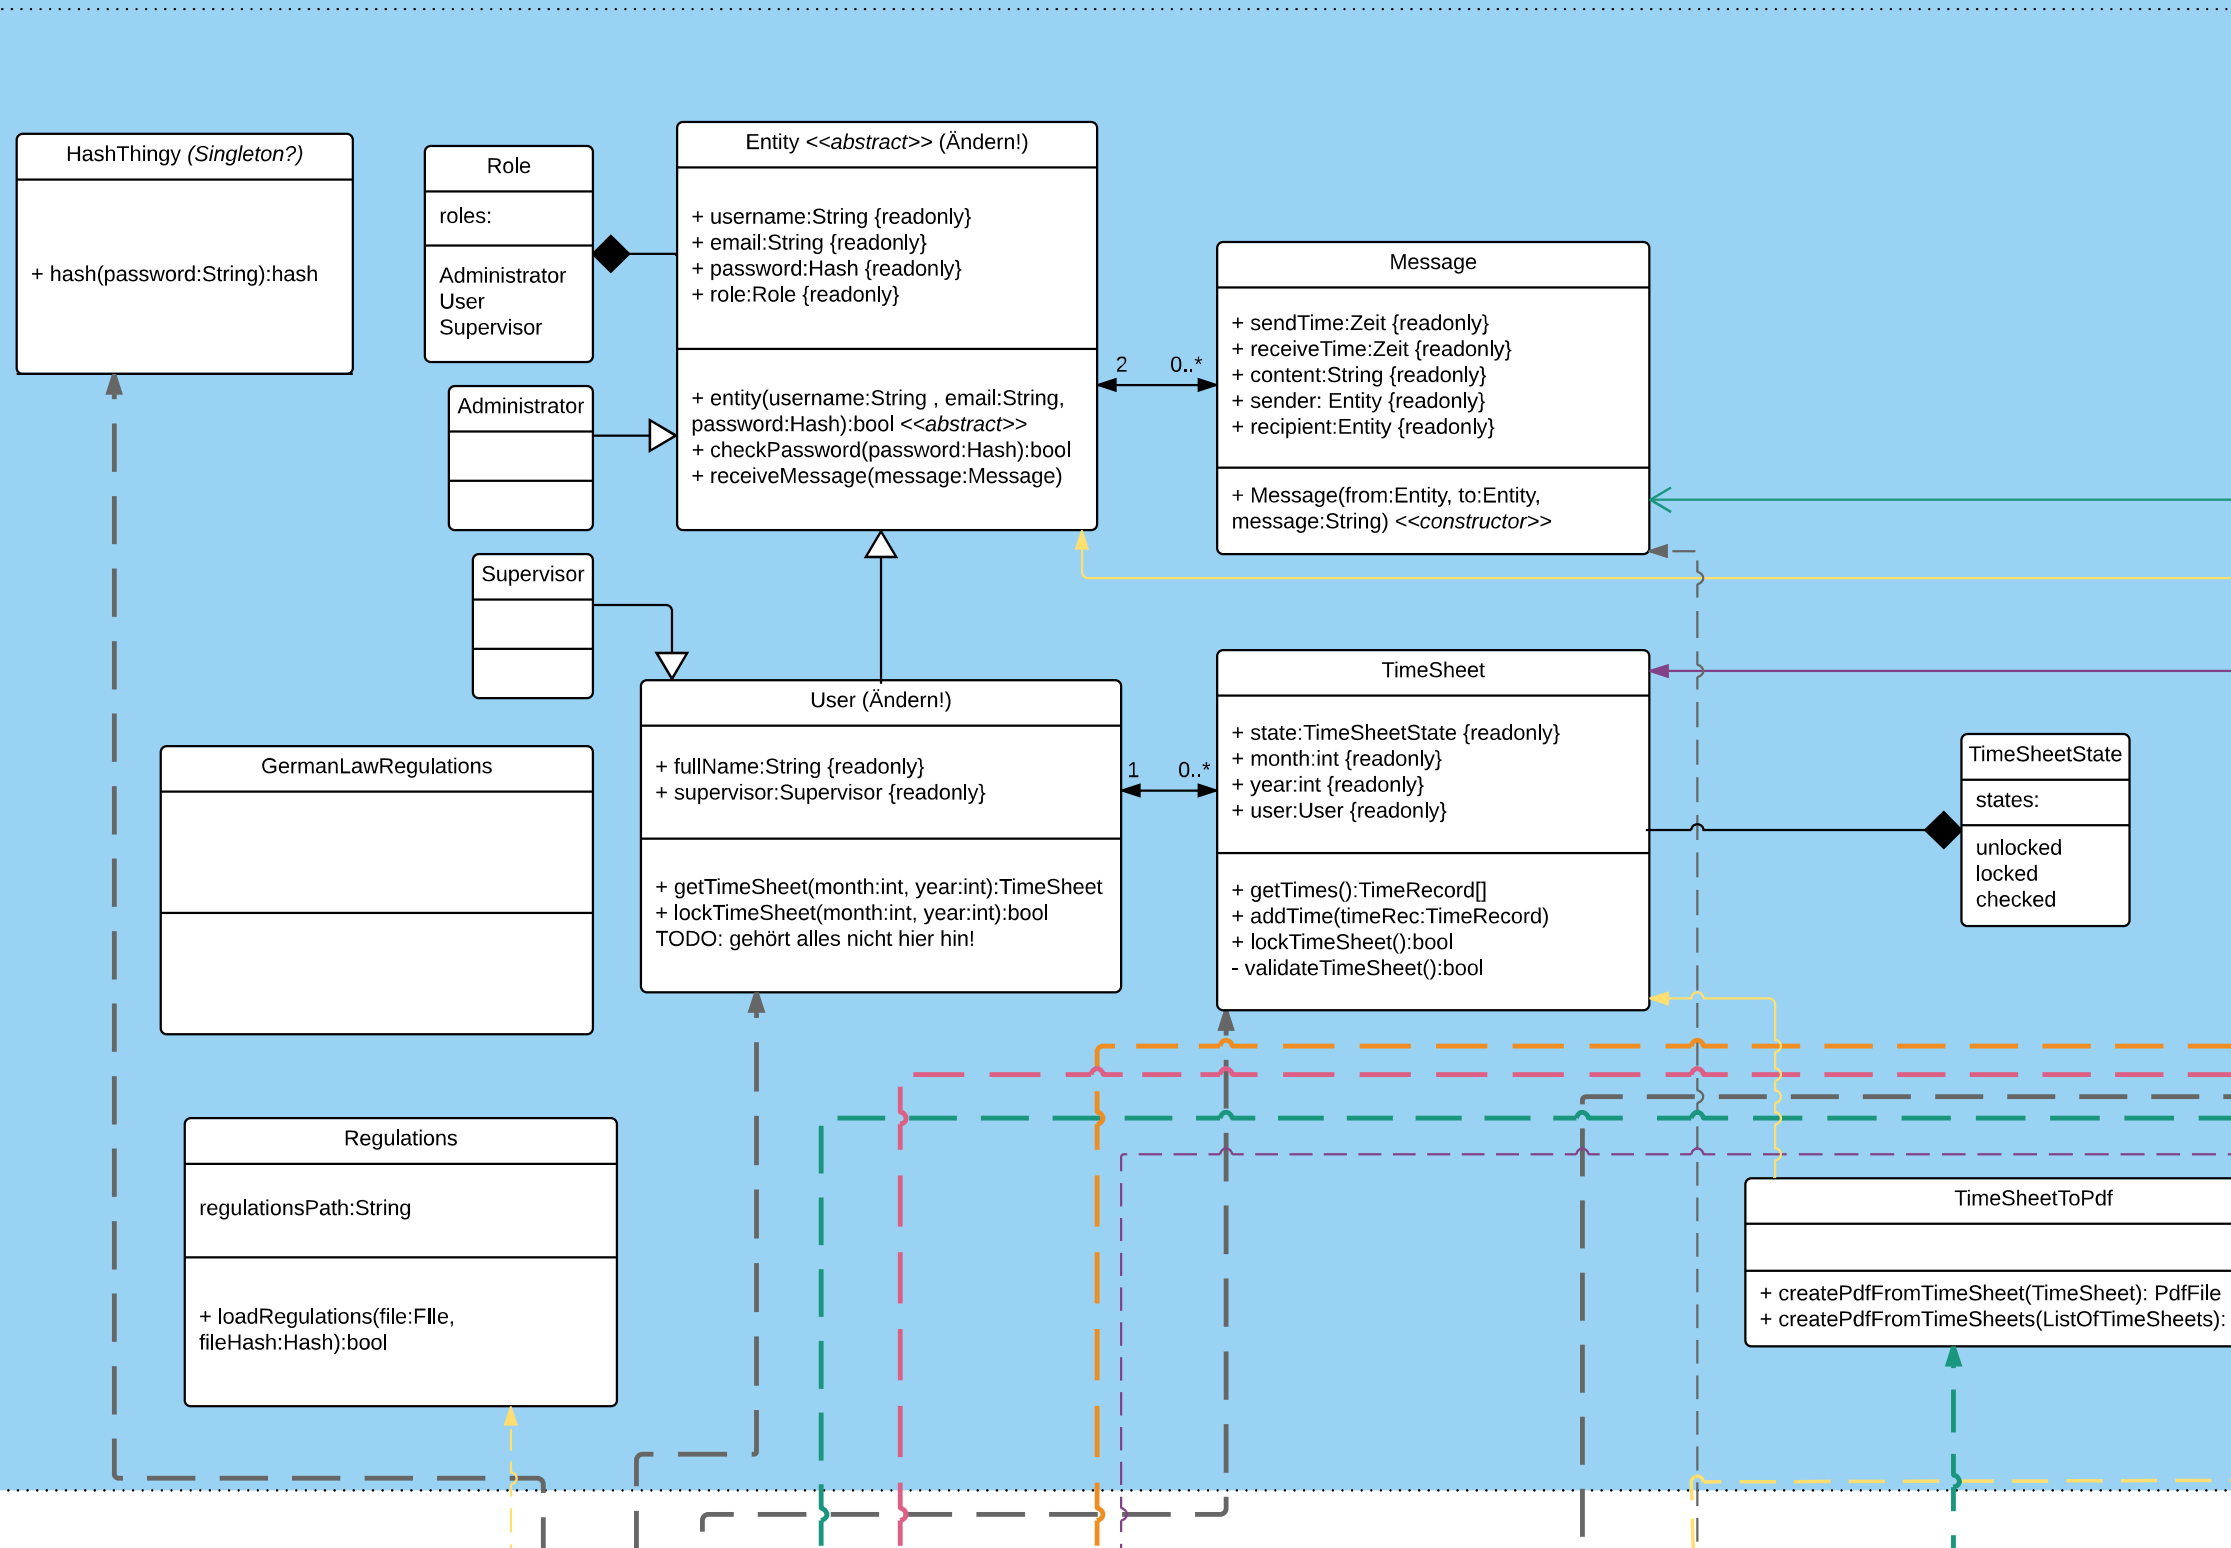 HashThingy (Singleton?)
+ hash(password:String):hash
Role
roles:
Administrator
User
Supervisor
Entity <<abstract>> (Ändern!)
+ username:String {readonly}
+ email:String {readonly}
+ password:Hash {readonly}
+ role:Role {readonly}
+ entity(username:String , email:String,
password:Hash):bool <<abstract>>
+ checkPassword(password:Hash):bool
+ receiveMessage(message:Message)
2
0..*
Message
+ sendTime:Zeit {readonly}
+ receiveTime:Zeit {readonly}
+ content:String {readonly}
+ sender: Entity {readonly}
+ recipient:Entity {readonly}
+ Message(from:Entity, to:Entity,
message:String) <<constructor>>
Administrator
Supervisor
User (Ändern!)
+ fullName:String {readonly}
+ supervisor:Supervisor {readonly}
+ getTimeSheet(month:int, year:int):TimeSheet
+ lockTimeSheet(month:int, year:int):bool
TODO: gehört alles nicht hier hin!
1
0..*
TimeSheet
+ state:TimeSheetState {readonly}
+ month:int {readonly}
+ year:int {readonly}
+ user:User {readonly}
+ getTimes():TimeRecord[]
+ addTime(timeRec:TimeRecord)
+ lockTimeSheet():bool
- validateTimeSheet():bool
TimeSheetState
states:
unlocked
locked
checked
GermanLawRegulations
Regulations
regulationsPath:String
+ loadRegulations(file:FIle,
fileHash:Hash):bool
TimeSheetToPdf
+ createPdfFromTimeSheet(TimeSheet): PdfFile
+ createPdfFromTimeSheets(ListOfTimeSheets):